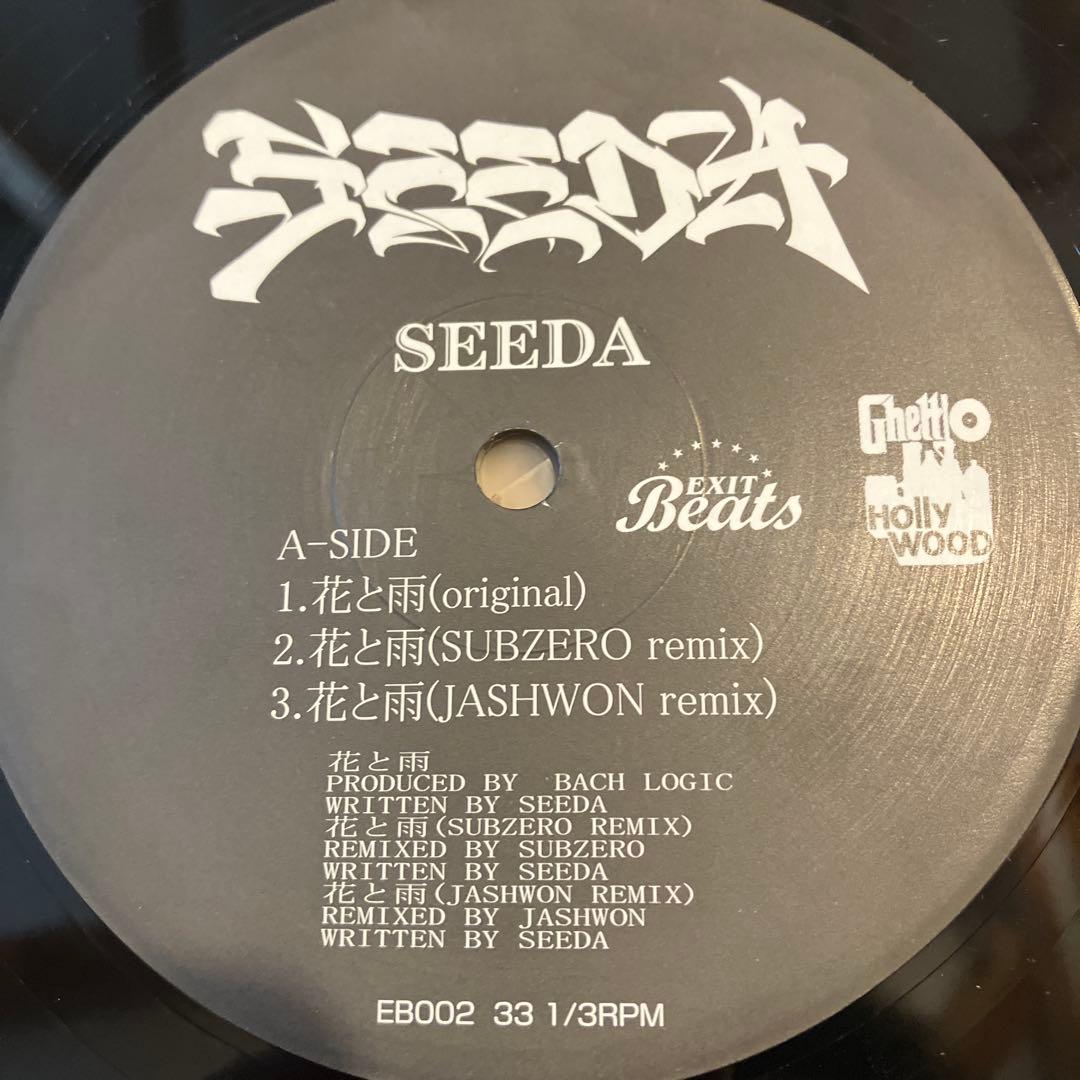 SEEDA
SEEDA
EXIT
Beats
Ghetto
HOlly
WOOD
A-SIDE
1.花と雨(original)
2.花と雨(SUBZERO remix)
3.花と雨(JASHWON remix)
花と雨
PRODUCED BY BACH LOGIC
WRITTEN BY SEEDA
花と雨(SUBZERO REMIX)
REMIXED BY SUBZERO
WRITTEN BY SEEDA
花と雨(JASHWON REMIX)
REMIXED BY JASHWON
WRITTEN BY SEEDA
EB002 33 1/3RPM